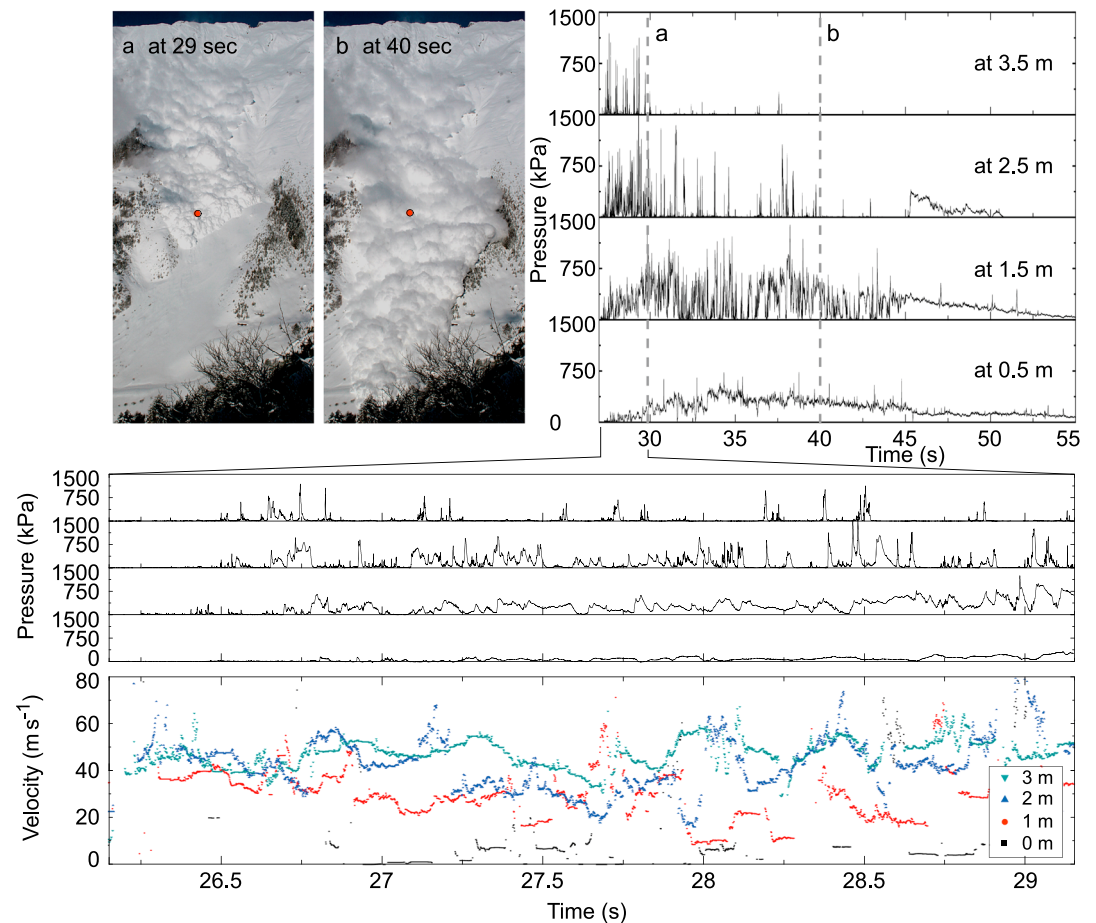 a at 29 sec
b at 40 sec
Pressure (kPa)
1500
750
a
b
at 3.5 m
1500
750
at 2.5 m
1500
750
at 1.5 m
1500
750
0
at 0.5 m
30 35 40 45 50 55
Time (s)
Pressure (kPa)
1500
750
1500
750
1500
750
1500
750
0
Velocity (m s⁻¹)
80
60
40
20
0
3 m
2 m
1 m
0 m
26.5 27 27.5 28 28.5 29
Time (s)